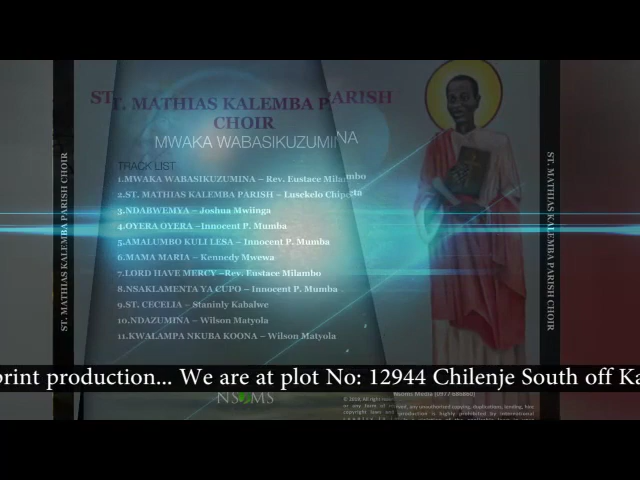 ST. MATHIAS KALEMBA PARISH
CHOIR
MWAKA WABASIKUZUMINA
TRACK LIST
1.MWAKA WABASIKUZUMINA – Rev. Eustace Milambo
2.ST. MATHIAS KALEMBA PARISH – Lusekelo Chipeta
3.NDABWEMYA – Joshua Mwiinga
4.OYERA OYERA –Innocent P. Mumba
5.AMALUMBO KULI LESA – Innocent P. Mumba
6.MAMA MARIA – Kennedy Mwewa
7.LORD HAVE MERCY –Rev. Eustace Milambo
8.NSAKLAMENTA YA CUPO – Innocent P. Mumba
9.ST. CECELIA – Staninly Kabalwe
10.NDAZUMINA – Wilson Matyola
11.KWALAMPA NKUBA KOONA – Wilson Matyola
ST. MATHIAS KALEMBA PARISH CHOIR
ST. MATHIAS KALEMBA PARISH CHOIR
print production... We are at plot No: 12944 Chilenje South off Ka